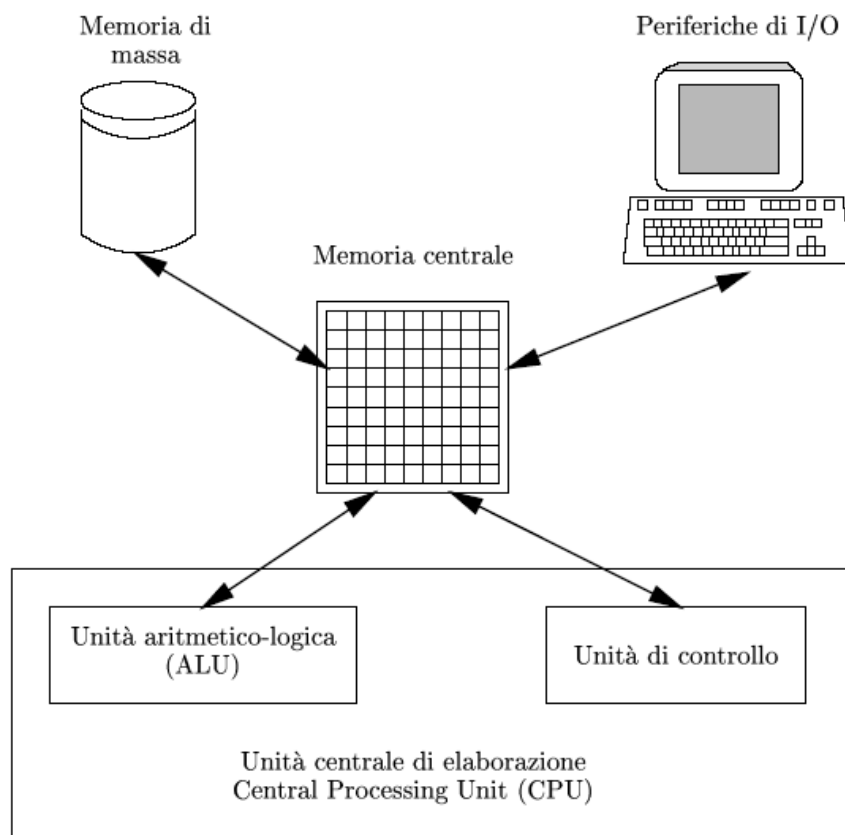 Memoria di
massa
Periferiche di I/O
Memoria centrale
Unità aritmetico-logica
(ALU)
Unità di controllo
Unità centrale di elaborazione
Central Processing Unit (CPU)